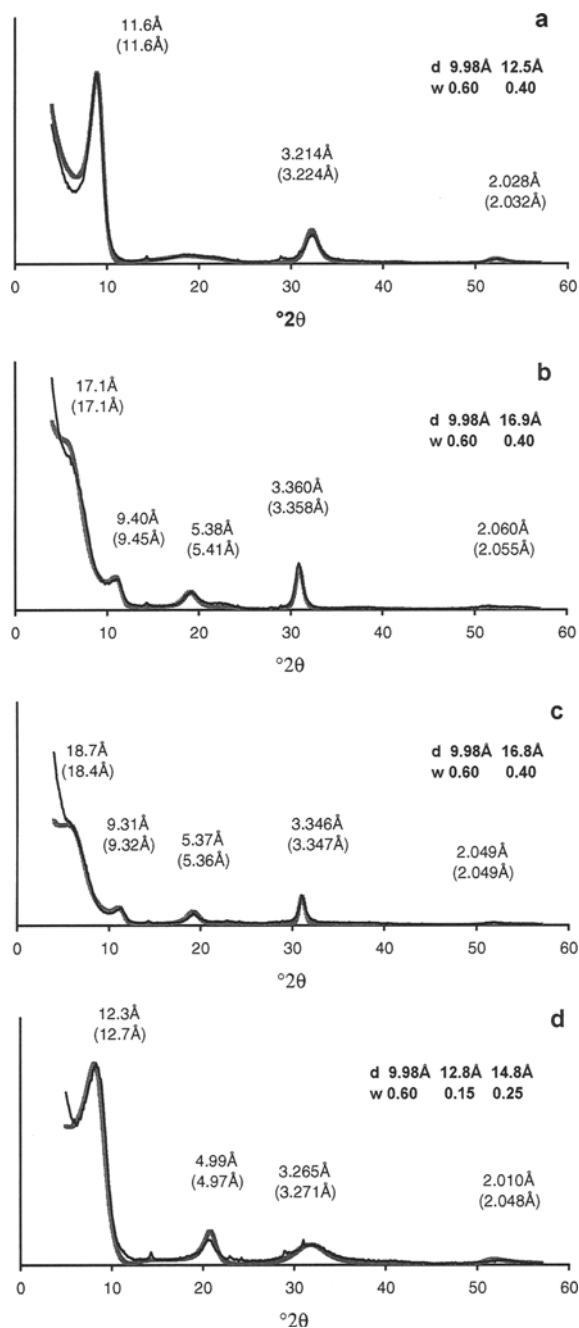 a
11.6Å
(11.6Å)
d 9.98Å 12.5Å
w 0.60 0.40
3.214Å
(3.224Å)
2.028Å
(2.032Å)
0 10 20 30 40 50 60
°2θ
b
17.1Å
(17.1Å)
d 9.98Å 16.9Å
w 0.60 0.40
9.40Å
(9.45Å)
5.38Å
(5.41Å)
3.360Å
(3.358Å)
2.060Å
(2.055Å)
0 10 20 30 40 50 60
°2θ
c
18.7Å
(18.4Å)
d 9.98Å 16.8Å
w 0.60 0.40
9.31Å
(9.32Å)
5.37Å
(5.36Å)
3.346Å
(3.347Å)
2.049Å
(2.049Å)
0 10 20 30 40 50 60
°2θ
d
12.3Å
(12.7Å)
d 9.98Å 12.8Å 14.8Å
w 0.60 0.15 0.25
4.99Å
(4.97Å)
3.265Å
(3.271Å)
2.010Å
(2.048Å)
0 10 20 30 40 50 60
°2θ